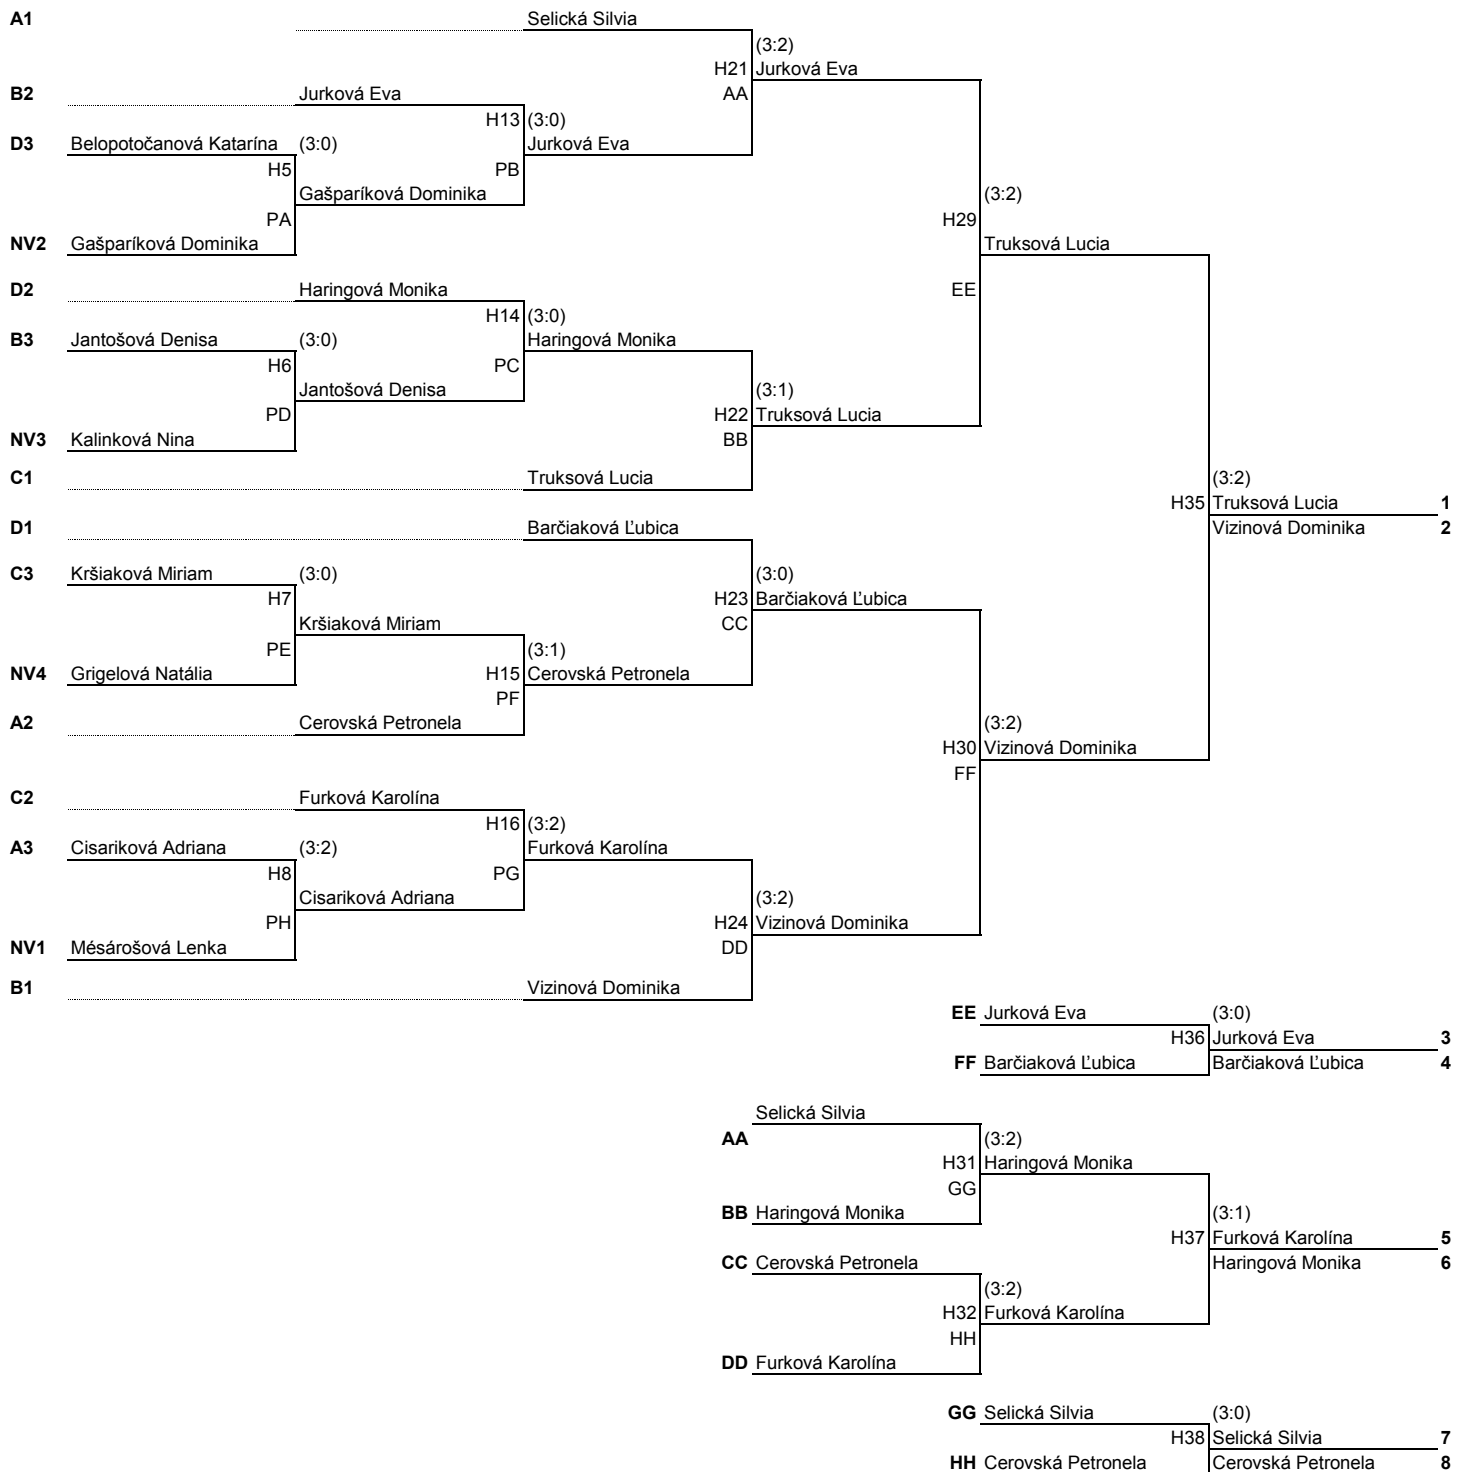 A1 Selická Silvia
(3:2)
H21 Jurková Eva
B2 Jurková Eva AA
H13 (3:0)
D3 Belopotočanová Katarína (3:0) Jurková Eva
H5 PB
Gašparíková Dominika (3:2)
PA H29
NV2 Gašparíková Dominika Truksová Lucia
D2 Haringová Monika EE
H14 (3:0)
B3 Jantošová Denisa (3:0) Haringová Monika
H6 PC
Jantošová Denisa (3:1)
PD H22 Truksová Lucia
NV3 Kalinková Nina BB
C1 Truksová Lucia (3:2)
H35 Truksová Lucia 1
D1 Barčiaková Ľubica Vizinová Dominika 2
C3 Kršiaková Miriam (3:0) (3:0)
H7 H23 Barčiaková Ľubica
Kršiaková Miriam CC
PE (3:1)
NV4 Grigelová Natália H15 Cerovská Petronela
PF
A2 Cerovská Petronela (3:2)
H30 Vizinová Dominika
FF
C2 Furková Karolína
H16 (3:2)
A3 Cisariková Adriana (3:2) Furková Karolína
H8 PG
Cisariková Adriana (3:2)
PH H24 Vizinová Dominika
NV1 Mésárošová Lenka DD
B1 Vizinová Dominika
EE Jurková Eva (3:0)
H36 Jurková Eva 3
FF Barčiaková Ľubica Barčiaková Ľubica 4
Selická Silvia
AA (3:2)
H31 Haringová Monika
GG
BB Haringová Monika (3:1)
H37 Furková Karolína 5
CC Cerovská Petronela Haringová Monika 6
(3:2)
H32 Furková Karolína
HH
DD Furková Karolína
GG Selická Silvia (3:0)
H38 Selická Silvia 7
HH Cerovská Petronela Cerovská Petronela 8